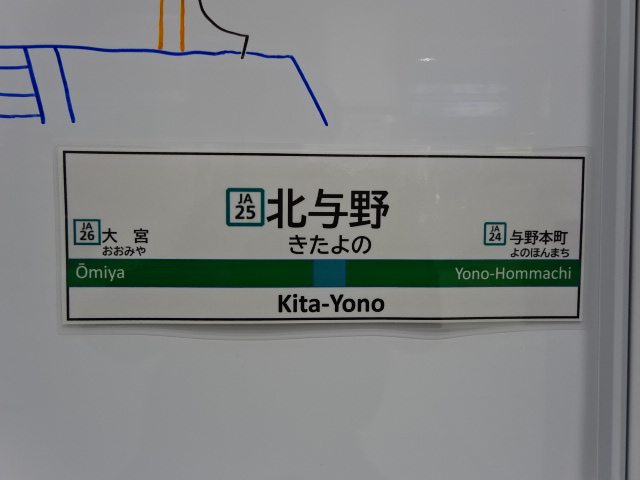 JA
25
北与野
きたよの
JA
26
大宮
おおみや
JA
24
与野本町
よのほんまち
Ōmiya
Yono-Hommachi
Kita-Yono